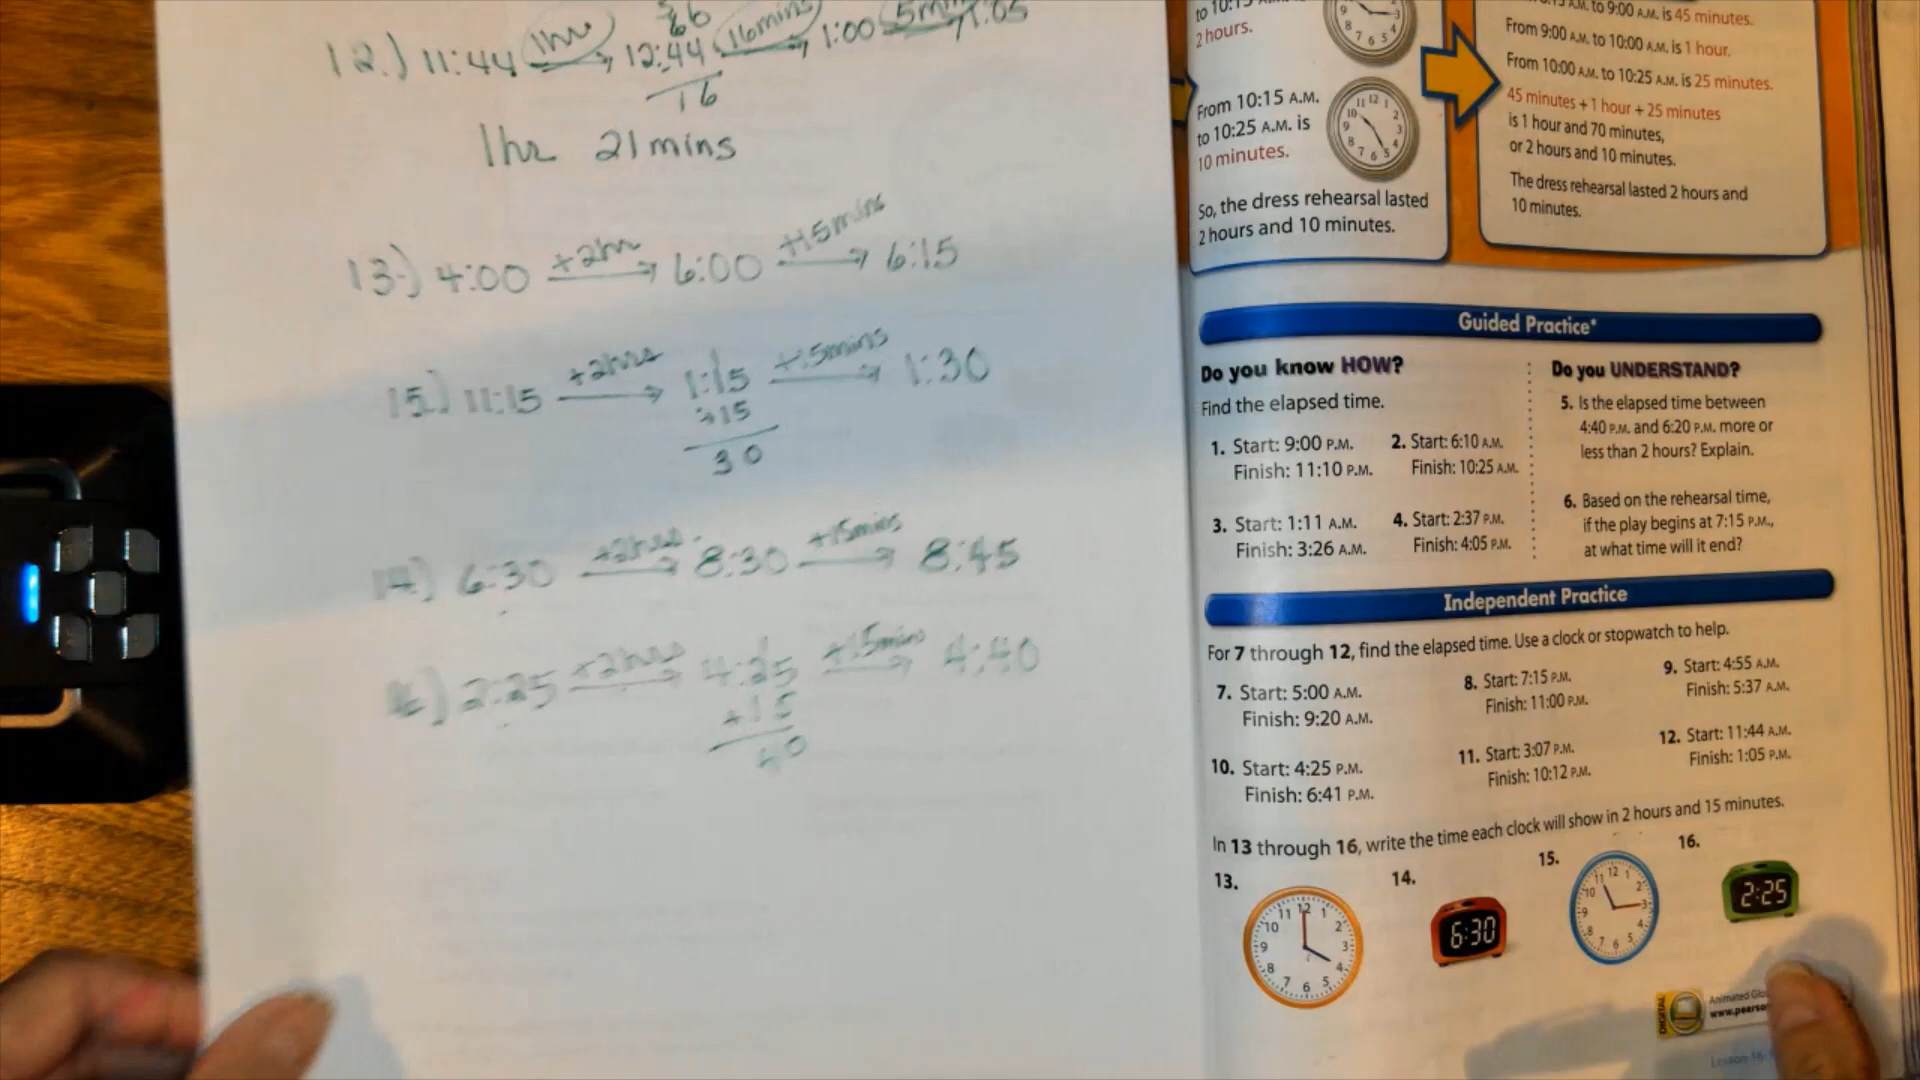 12.) 11:44 1hr 12:44 16mins 1:00 5min 1:05
16
1hr 21mins
13.) 4:00 +2hr 6:00 +15mins 6:15
15) 11:15 +2hrs 1:15 +15mins 1:30
+15
30
14) 6:30 +2hrs. 8:30 +15mins 8:45
16) 2:25 +2hrs 4:25 +15mins 4:40
+15
40
2 hours.
From 10:15 A.M.
to 10:25 A.M. is
10 minutes.
So, the dress rehearsal lasted
2 hours and 10 minutes.
A.M. to 9:00 A.M. is 45 minutes.
From 9:00 A.M. to 10:00 A.M. is 1 hour.
From 10:00 A.M. to 10:25 A.M. is 25 minutes.
45 minutes + 1 hour + 25 minutes
is 1 hour and 70 minutes,
or 2 hours and 10 minutes.
The dress rehearsal lasted 2 hours and
10 minutes.
Guided Practice*
Do you know HOW?
Find the elapsed time.
1. Start: 9:00 P.M.
Finish: 11:10 P.M.
2. Start: 6:10 A.M.
Finish: 10:25 A.M.
3. Start: 1:11 A.M.
Finish: 3:26 A.M.
4. Start: 2:37 P.M.
Finish: 4:05 P.M.
Do you UNDERSTAND?
5. Is the elapsed time between
4:40 P.M. and 6:20 P.M. more or
less than 2 hours? Explain.
6. Based on the rehearsal time,
if the play begins at 7:15 P.M.,
at what time will it end?
Independent Practice
For 7 through 12, find the elapsed time. Use a clock or stopwatch to help.
7. Start: 5:00 A.M.
Finish: 9:20 A.M.
8. Start: 7:15 P.M.
Finish: 11:00 P.M.
9. Start: 4:55 A.M.
Finish: 5:37 A.M.
10. Start: 4:25 P.M.
Finish: 6:41 P.M.
11. Start: 3:07 P.M.
Finish: 10:12 P.M.
12. Start: 11:44 A.M.
Finish: 1:05 P.M.
In 13 through 16, write the time each clock will show in 2 hours and 15 minutes.
13.
14.
6:30
15.
16.
2:25
DIGITAL
Animated
Lesson